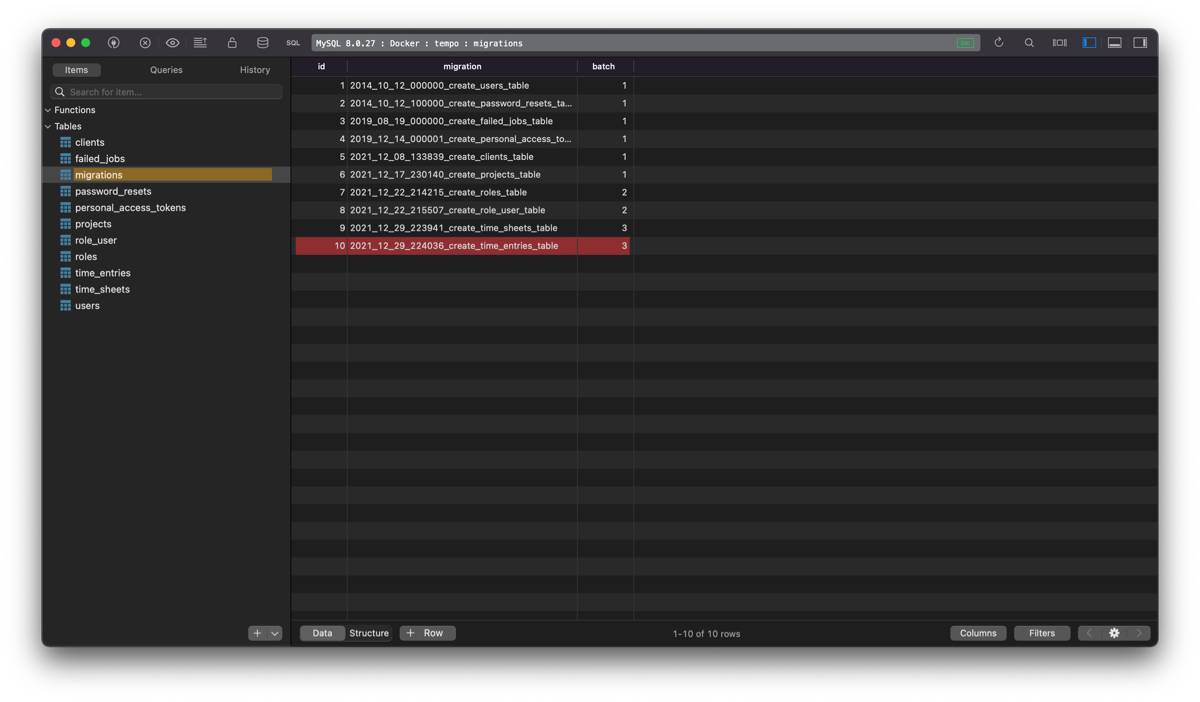 SQL MySQL 8.0.27 : Docker : tempo : migrations
Items Queries History
Search for item...
Functions
Tables
clients
failed_jobs
migrations
password_resets
personal_access_tokens
projects
role_user
roles
time_entries
time_sheets
users
id migration batch
1 2014_10_12_000000_create_users_table 1
2 2014_10_12_100000_create_password_resets_ta... 1
3 2019_08_19_000000_create_failed_jobs_table 1
4 2019_12_14_000001_create_personal_access_to... 1
5 2021_12_08_133839_create_clients_table 1
6 2021_12_17_230140_create_projects_table 1
7 2021_12_22_214215_create_roles_table 2
8 2021_12_22_215507_create_role_user_table 2
9 2021_12_29_223941_create_time_sheets_table 3
10 2021_12_29_224036_create_time_entries_table 3
Data Structure + Row 1-10 of 10 rows Columns Filters